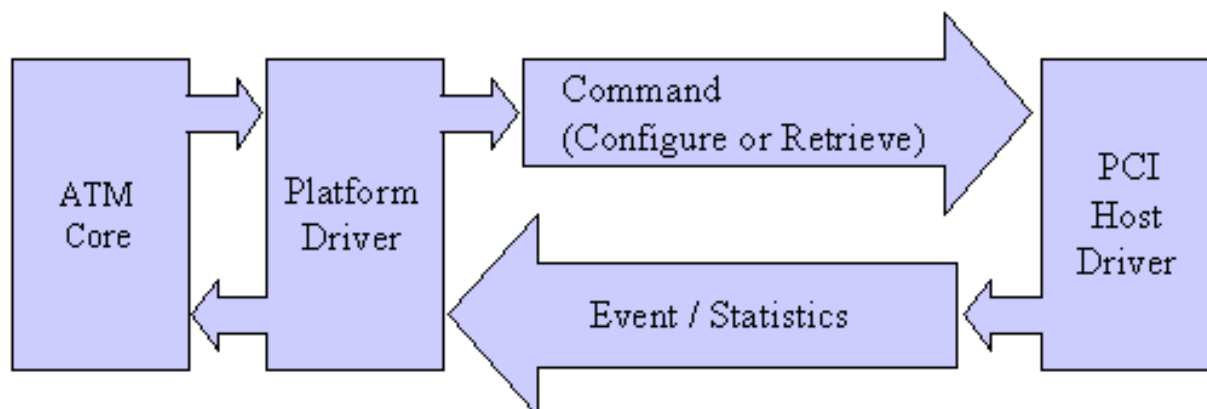 ATM
Core
Platform
Driver
Command
(Configure or Retrieve)
Event / Statistics
PCI
Host
Driver